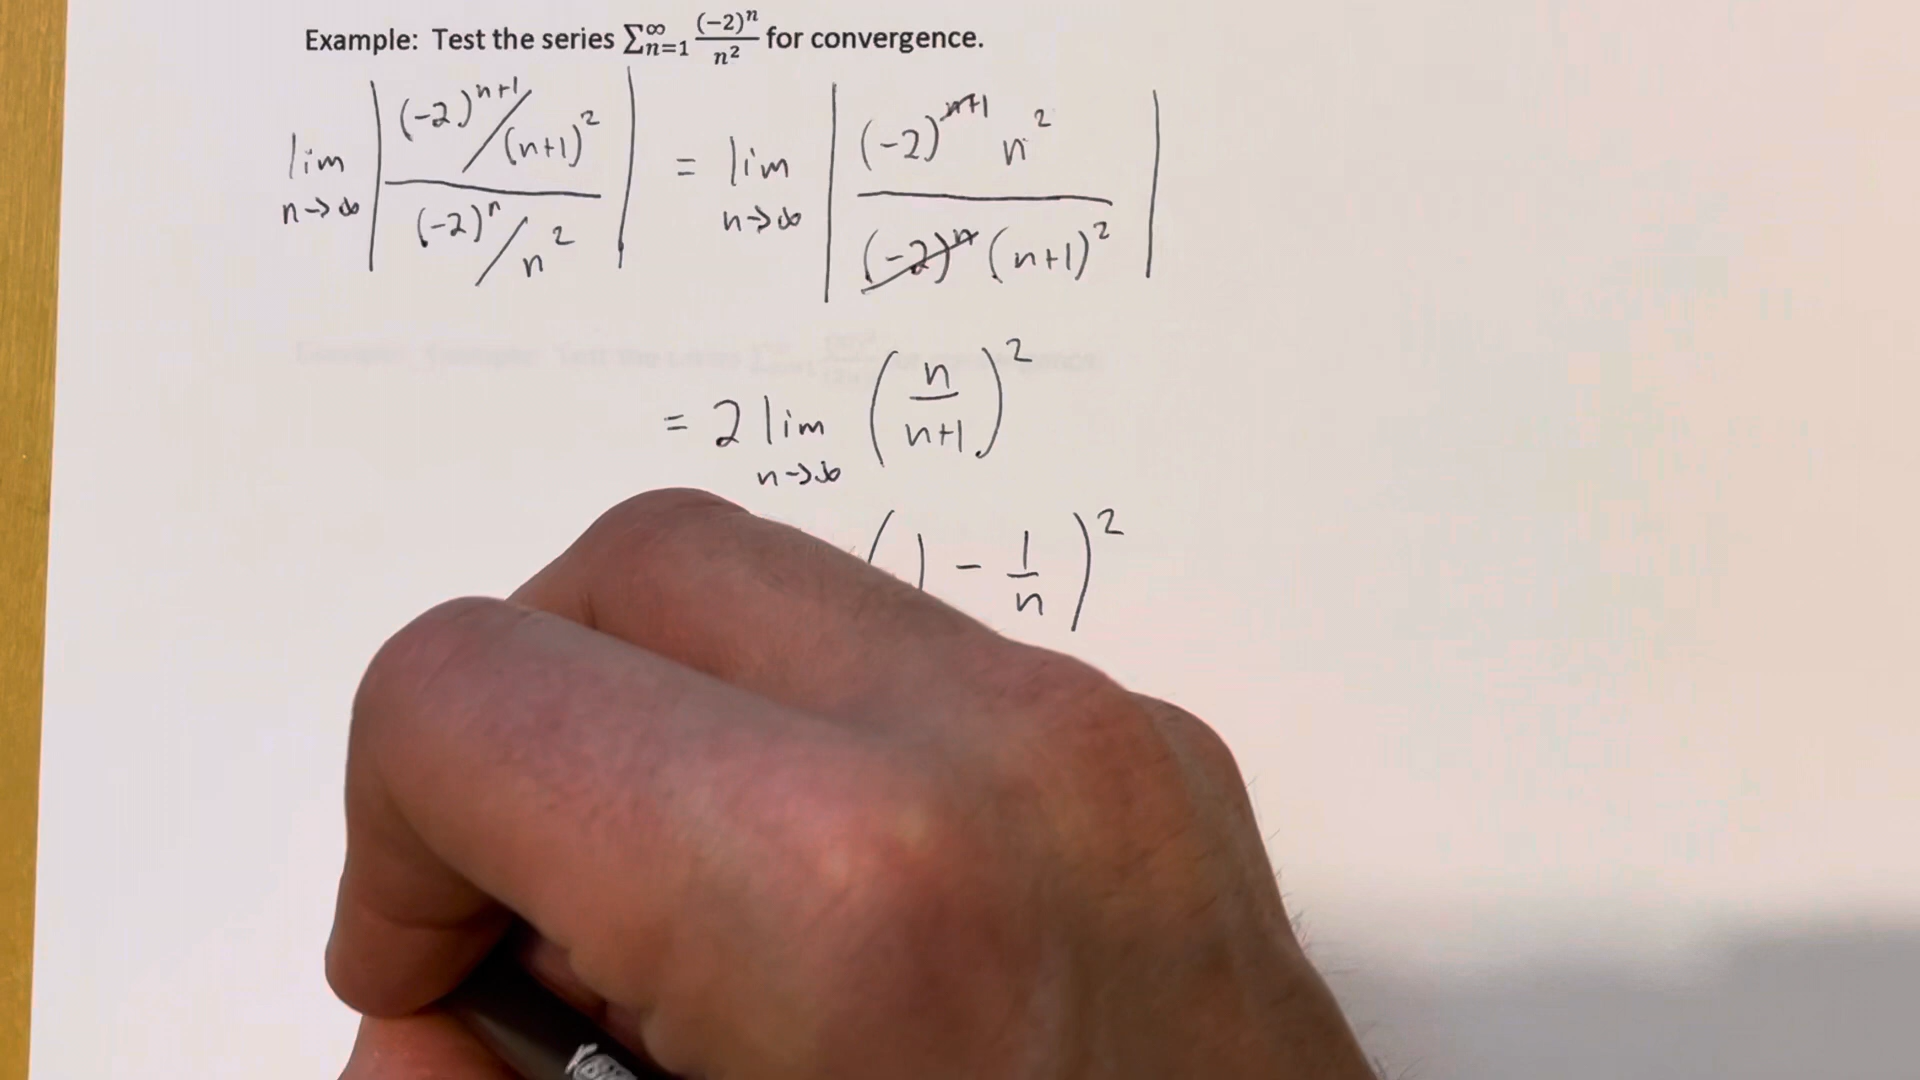 Example: Test the series ∑_{n=1}^{∞} (-2)^n / n^2 for convergence.
lim_{n→∞} | ((-2)^{n+1} / (n+1)^2) / ((-2)^n / n^2) | = lim_{n→∞} | (-2)^{n+1} n^2 / ((-2)^n (n+1)^2) |
= 2 lim_{n→∞} (n / (n+1))^2
(1 - 1/n)^2